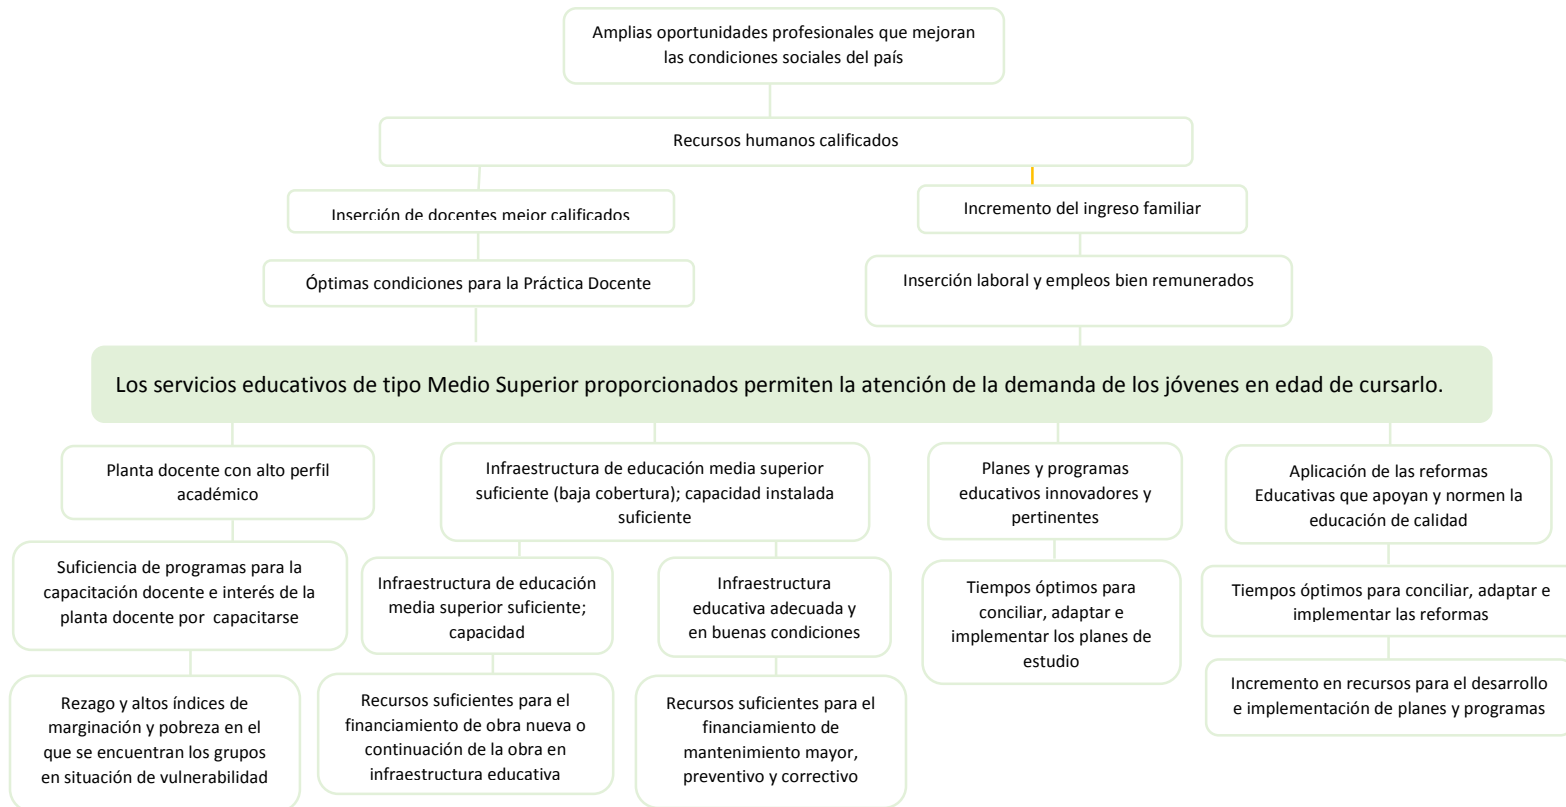 Amplias oportunidades profesionales que mejoran
las condiciones sociales del país
Recursos humanos calificados
Inserción de docentes mejor calificados
Incremento del ingreso familiar
Óptimas condiciones para la Práctica Docente
Inserción laboral y empleos bien remunerados
Los servicios educativos de tipo Medio Superior proporcionados permiten la atención de la demanda de los jóvenes en edad de cursarlo.
Planta docente con alto perfil
académico
Infraestructura de educación media superior
suficiente (baja cobertura); capacidad instalada
suficiente
Planes y programas
educativos innovadores y
pertinentes
Aplicación de las reformas
Educativas que apoyan y normen la
educación de calidad
Suficiencia de programas para la
capacitación docente e interés de la
planta docente por capacitarse
Infraestructura de educación
media superior suficiente;
capacidad
Infraestructura
educativa adecuada y
en buenas condiciones
Tiempos óptimos para
conciliar, adaptar e
implementar los planes de
estudio
Tiempos óptimos para conciliar, adaptar e
implementar las reformas
Rezago y altos índices de
marginación y pobreza en el
que se encuentran los grupos
en situación de vulnerabilidad
Recursos suficientes para el
financiamiento de obra nueva o
continuación de la obra en
infraestructura educativa
Recursos suficientes para el
financiamiento de
mantenimiento mayor,
preventivo y correctivo
Incremento en recursos para el desarrollo
e implementación de planes y programas